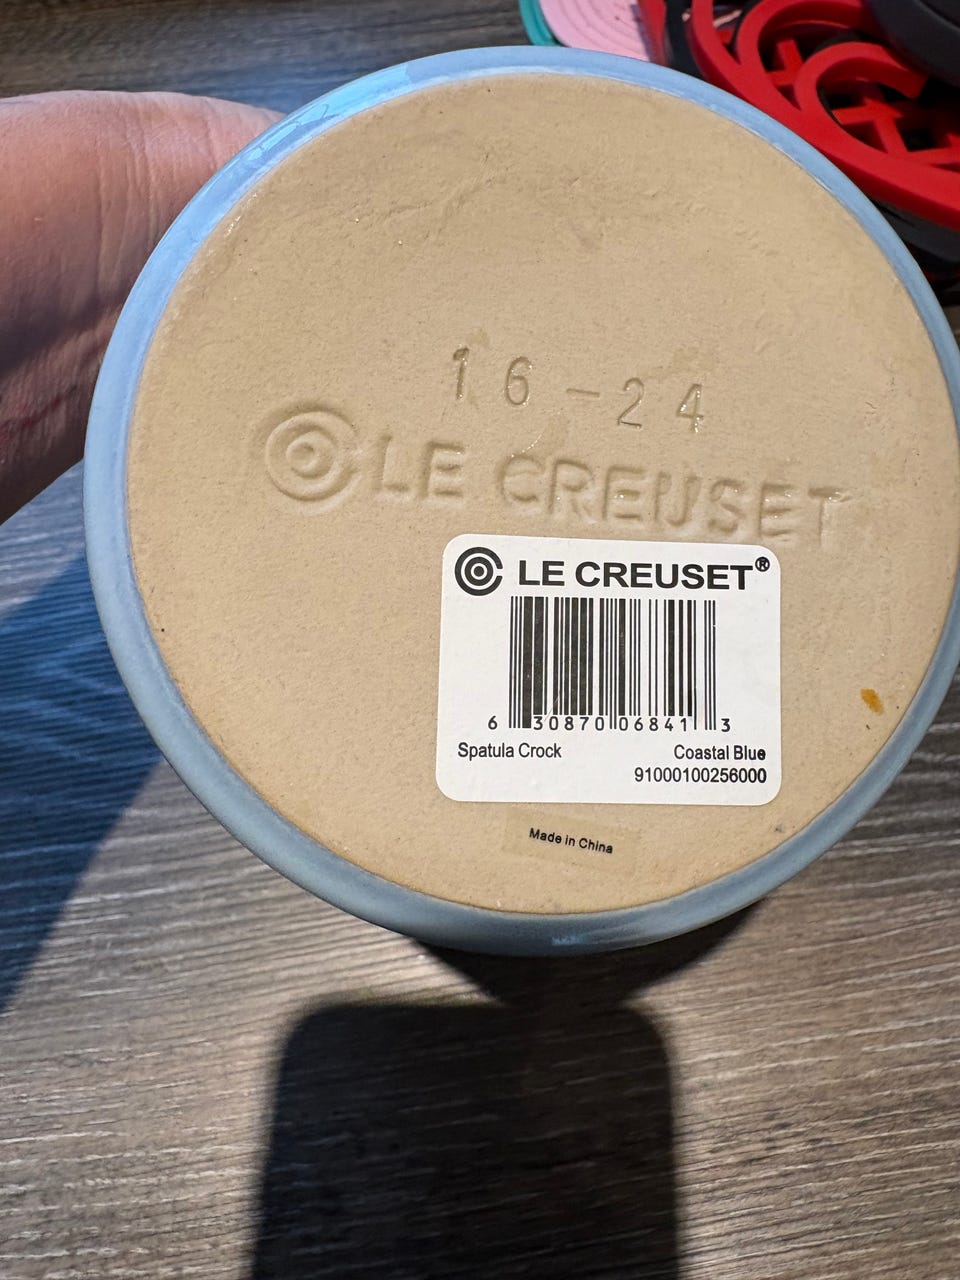 16-24
LE CREUSET
LE CREUSET®
6 30870 06841 3
Spatula Crock Coastal Blue
91000100256000
Made in China